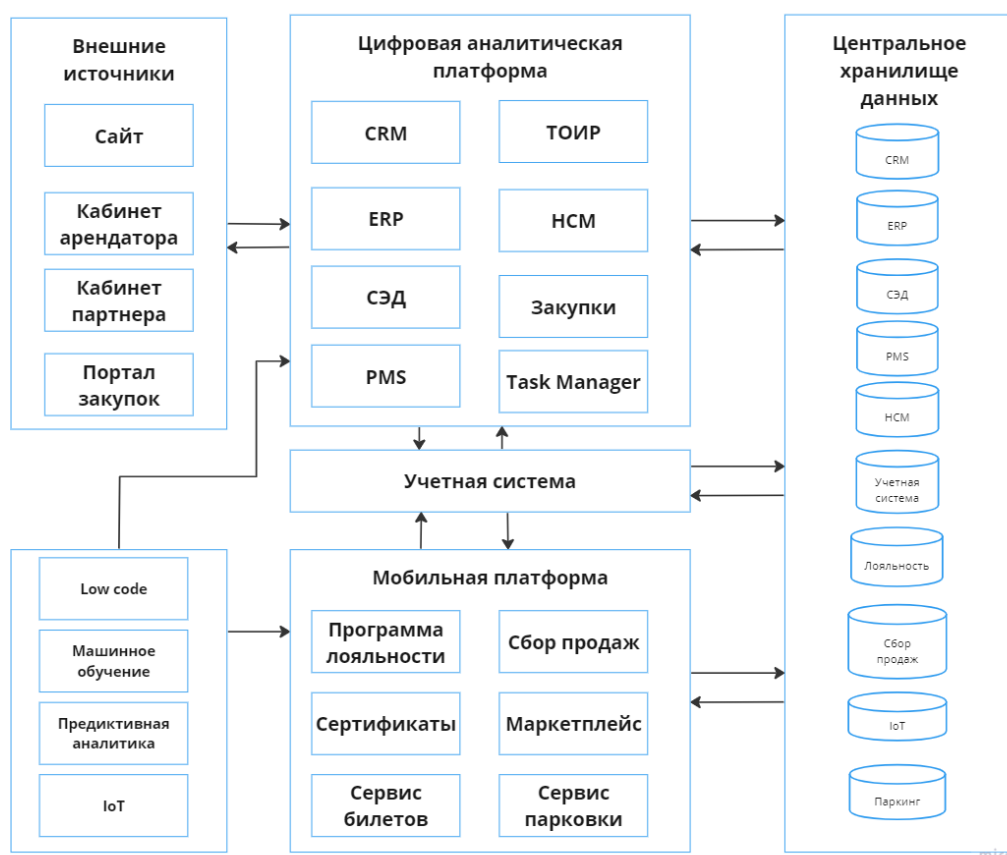 Внешние
источники
Сайт
Кабинет
арендатора
Кабинет
партнера
Портал
закупок
Цифровая аналитическая
платформа
CRM
ТОИР
ERP
HCM
СЭД
Закупки
PMS
Task Manager
Учетная система
Low code
Машинное
обучение
Предиктивная
аналитика
IoT
Мобильная платформа
Программа
лояльности
Сбор продаж
Сертификаты
Маркетплейс
Сервис
билетов
Сервис
парковки
Центральное
хранилище
данных
CRM
ERP
СЭД
PMS
HCM
Учетная
система
Лояльность
Сбор
продаж
IoT
Паркинг